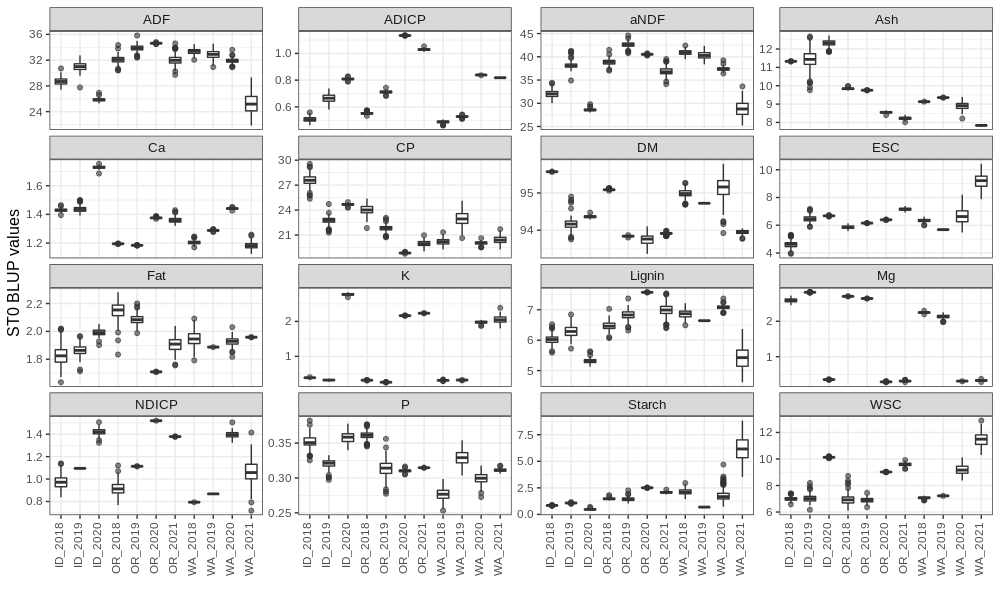 ADF ADICP aNDF Ash
36 32 28 24
1.0 0.8 0.6
45 40 35 30 25
12 11 10 9 8
Ca CP DM ESC
1.6 1.4 1.2
30 27 24 21
95 94
10 8 6 4
Fat K Lignin Mg
2.2 2.0 1.8
2 1
7 6 5
2 1
NDICP P Starch WSC
1.4 1.2 1.0 0.8
0.35 0.30 0.25
7.5 5.0 2.5 0.0
12 10 8 6
ST0 BLUP values
ID_2018 ID_2019 ID_2020 OR_2018 OR_2019 OR_2020 OR_2021 WA_2018 WA_2019 WA_2020 WA_2021
ID_2018 ID_2019 ID_2020 OR_2018 OR_2019 OR_2020 OR_2021 WA_2018 WA_2019 WA_2020 WA_2021
ID_2018 ID_2019 ID_2020 OR_2018 OR_2019 OR_2020 OR_2021 WA_2018 WA_2019 WA_2020 WA_2021
ID_2018 ID_2019 ID_2020 OR_2018 OR_2019 OR_2020 OR_2021 WA_2018 WA_2019 WA_2020 WA_2021